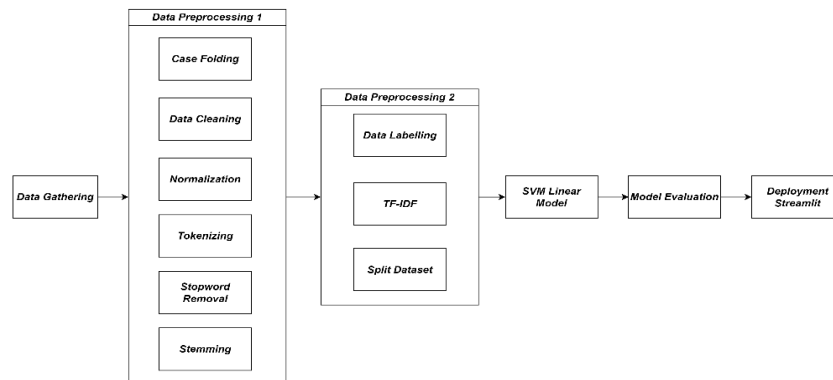 Data Preprocessing 1
Case Folding
Data Cleaning
Normalization
Tokenizing
Stopword
Removal
Stemming
Data Gathering
Data Preprocessing 2
Data Labelling
TF-IDF
Split Dataset
SVM Linear
Model
Model Evaluation
Deployment
Streamlit